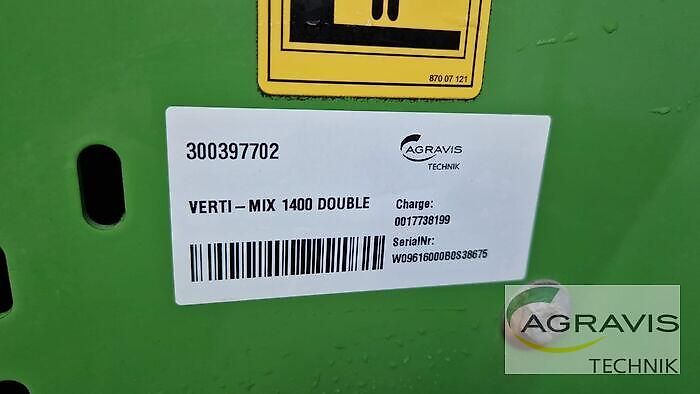 870 07 121
300397702
AGRAVIS
TECHNIK
VERTI-MIX 1400 DOUBLE
Charge:
0017738199
SerialNr:
W09616000B0S38675
AGRAVIS
TECHNIK